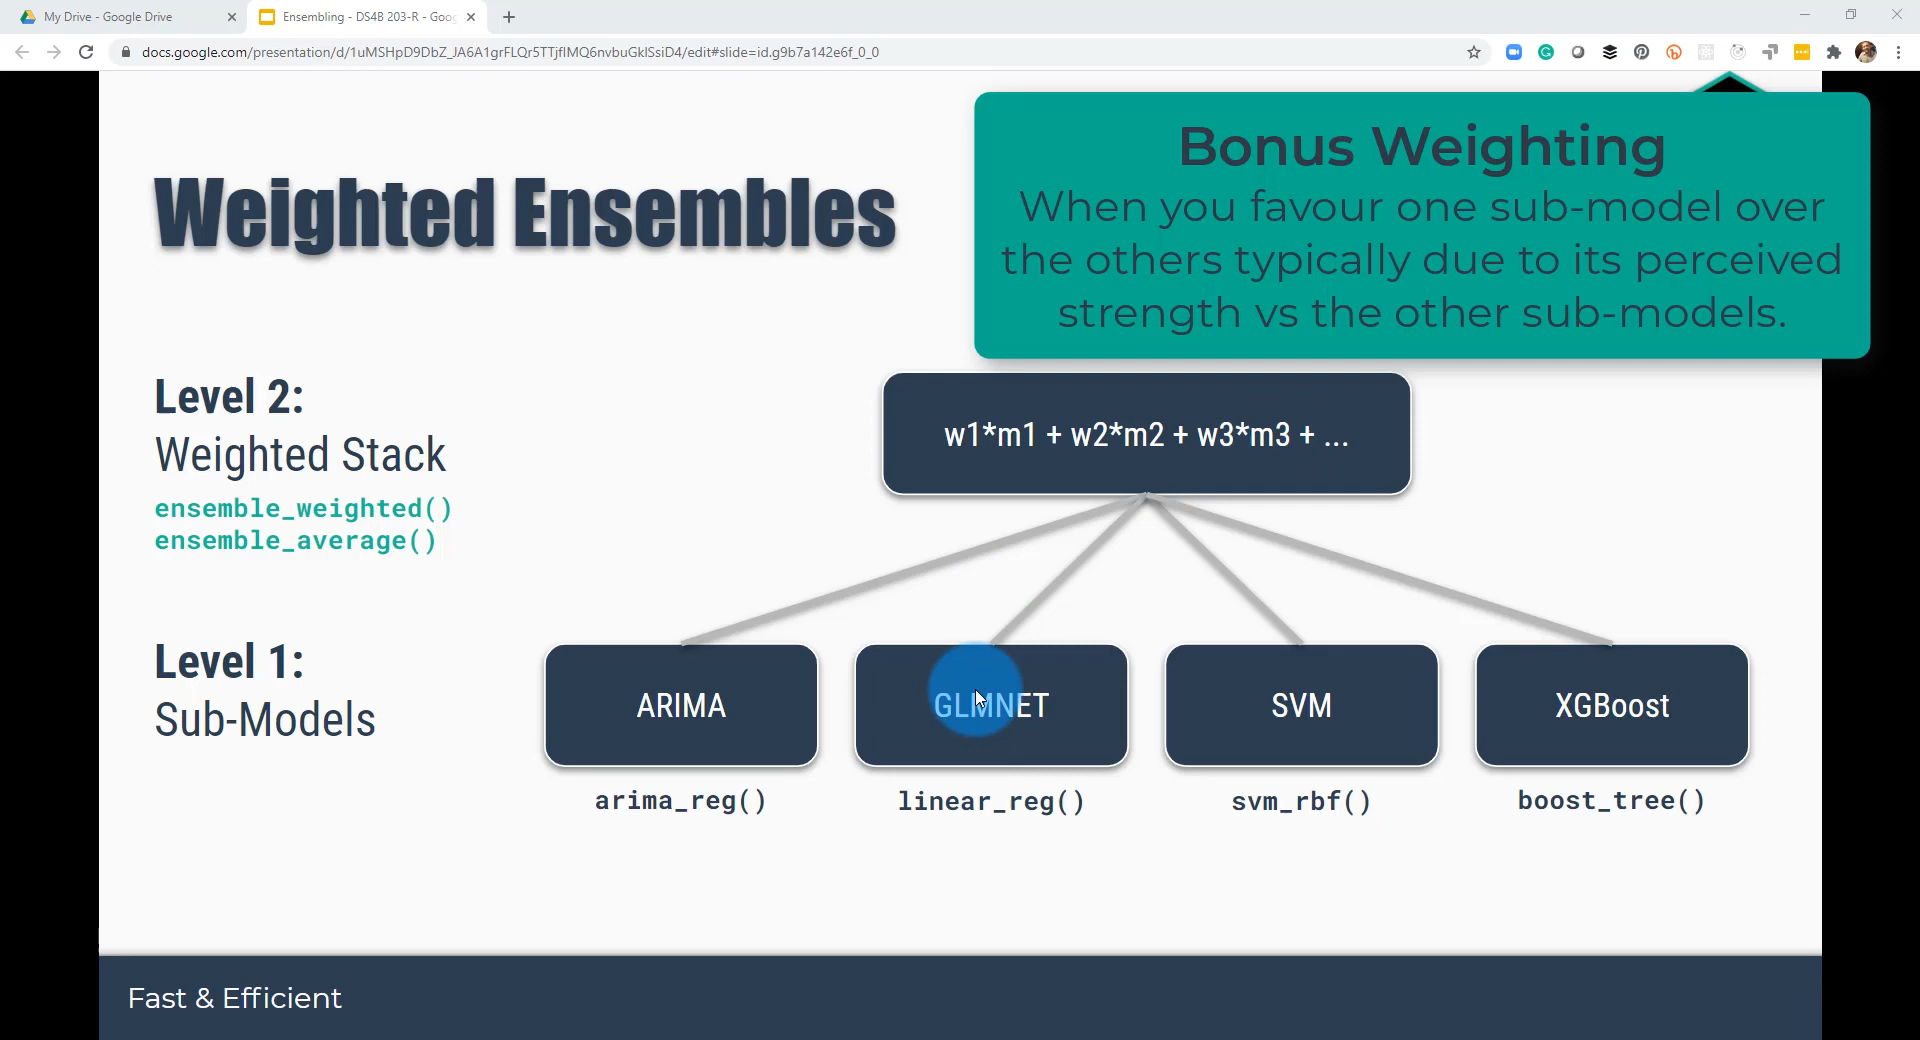 My Drive - Google Drive
Ensembling - DS4B 203-R - Goo
docs.google.com/presentation/d/1uMSHpD9DbZ_JA6A1grFLQr5TTjfIMQ6nvbuGkISsiD4/edit#slide=id.g9b7a142e6f_0_0
Bonus Weighting
When you favour one sub-model over
the others typically due to its perceived
strength vs the other sub-models.
Weighted Ensembles
Level 2:
Weighted Stack
ensemble_weighted()
ensemble_average()
w1*m1 + w2*m2 + w3*m3 + ...
Level 1:
Sub-Models
ARIMA
GLMNET
SVM
XGBoost
arima_reg()
linear_reg()
svm_rbf()
boost_tree()
Fast & Efficient